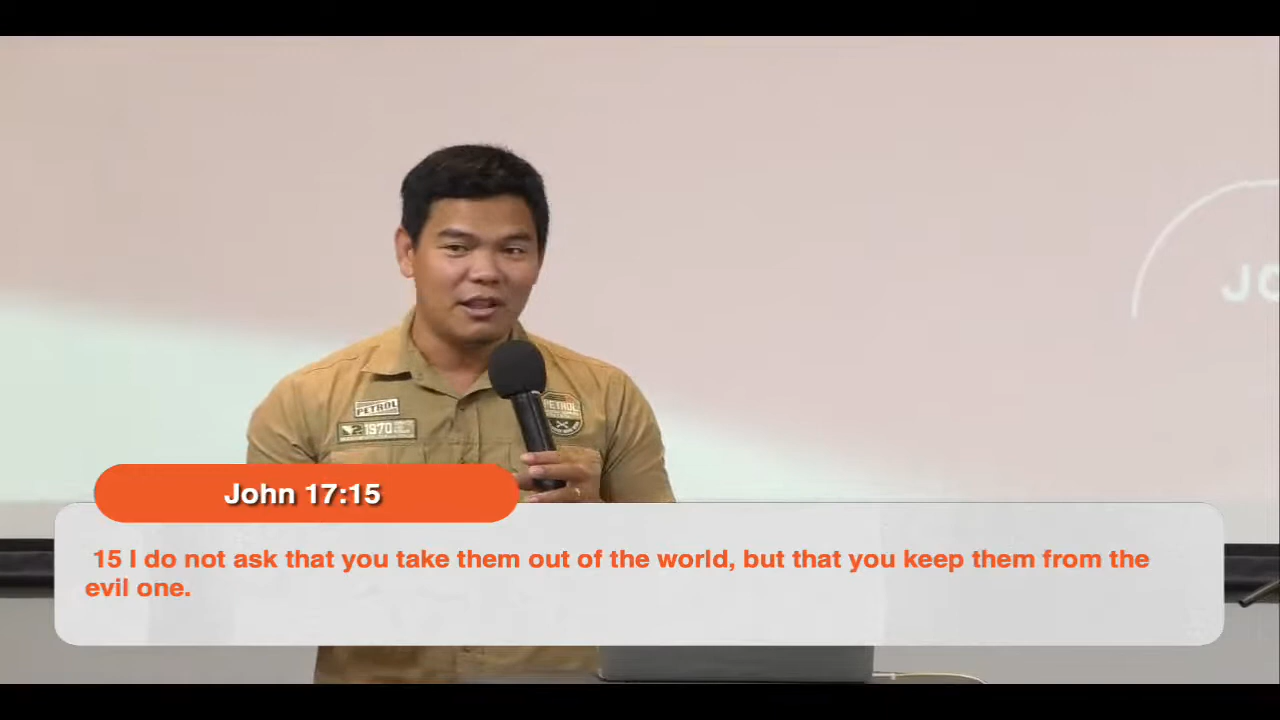 JO
PETROL
1970
PETROL
John 17:15
15 I do not ask that you take them out of the world, but that you keep them from the
evil one.